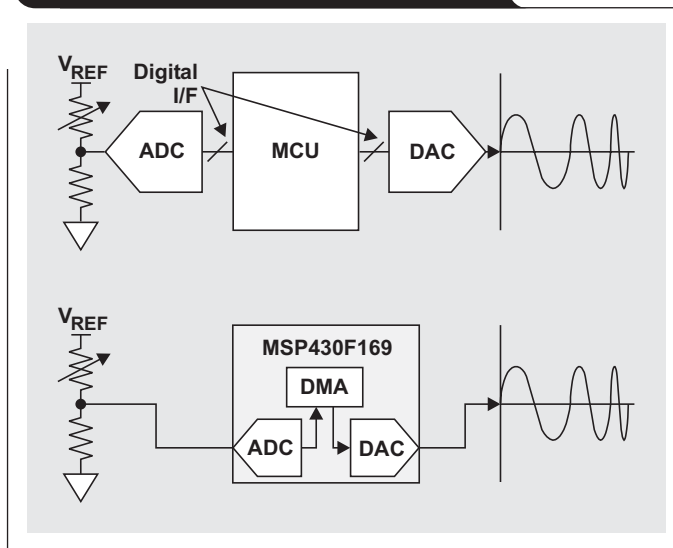 VREF
Digital
I/F
ADC
MCU
DAC
VREF
MSP430F169
DMA
ADC
DAC